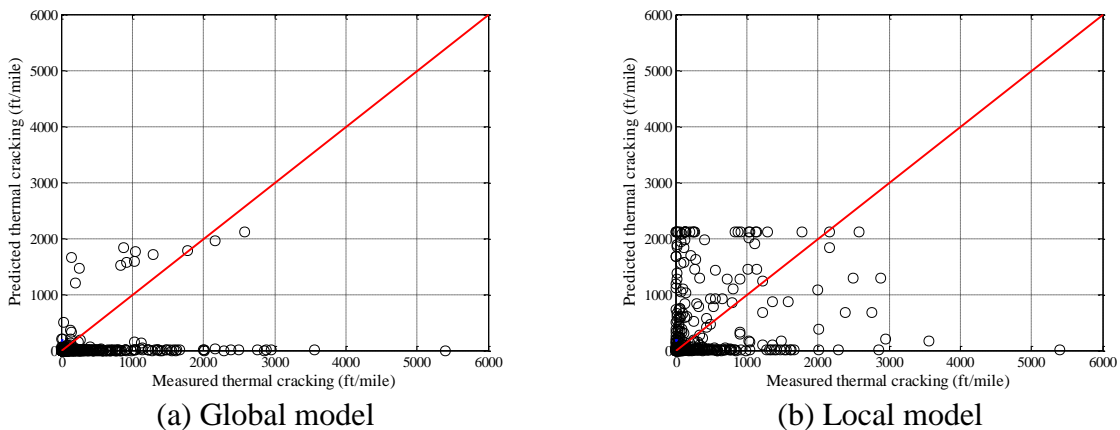 6000
5000
4000
3000
2000
1000
0
0 1000 2000 3000 4000 5000 6000
Predicted thermal cracking (ft/mile)
Measured thermal cracking (ft/mile)
(a) Global model
6000
5000
4000
3000
2000
1000
0
0 1000 2000 3000 4000 5000 6000
Predicted thermal cracking (ft/mile)
Measured thermal cracking (ft/mile)
(b) Local model